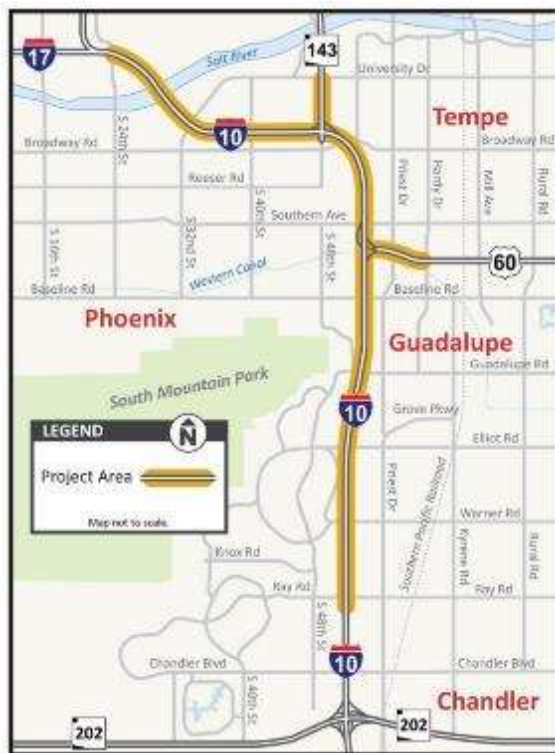 17
Salt River
143
University Dr
Tempe
S 24th St
Broadway Rd
10
Broadway Rd
Roeser Rd
S 40th St
Priest Dr
Hardy Dr
Mill Ave
Rural Rd
S 16th St
S 32nd St
Southern Ave
S 48th St
Western Canal
60
Baseline Rd
Baseline Rd
Phoenix
Guadalupe
Guadalupe Rd
South Mountain Park
10
Grove Pkwy
LEGEND
N
Elliot Rd
Project Area
Priest Dr
Southern Pacific Railroad
Map not to scale.
Warner Rd
Kyrene Rd
Rural Rd
Knox Rd
Ray Rd
Ray Rd
S 48th St
10
Chandler Blvd
Chandler Blvd
S 40th St
Chandler
202
202